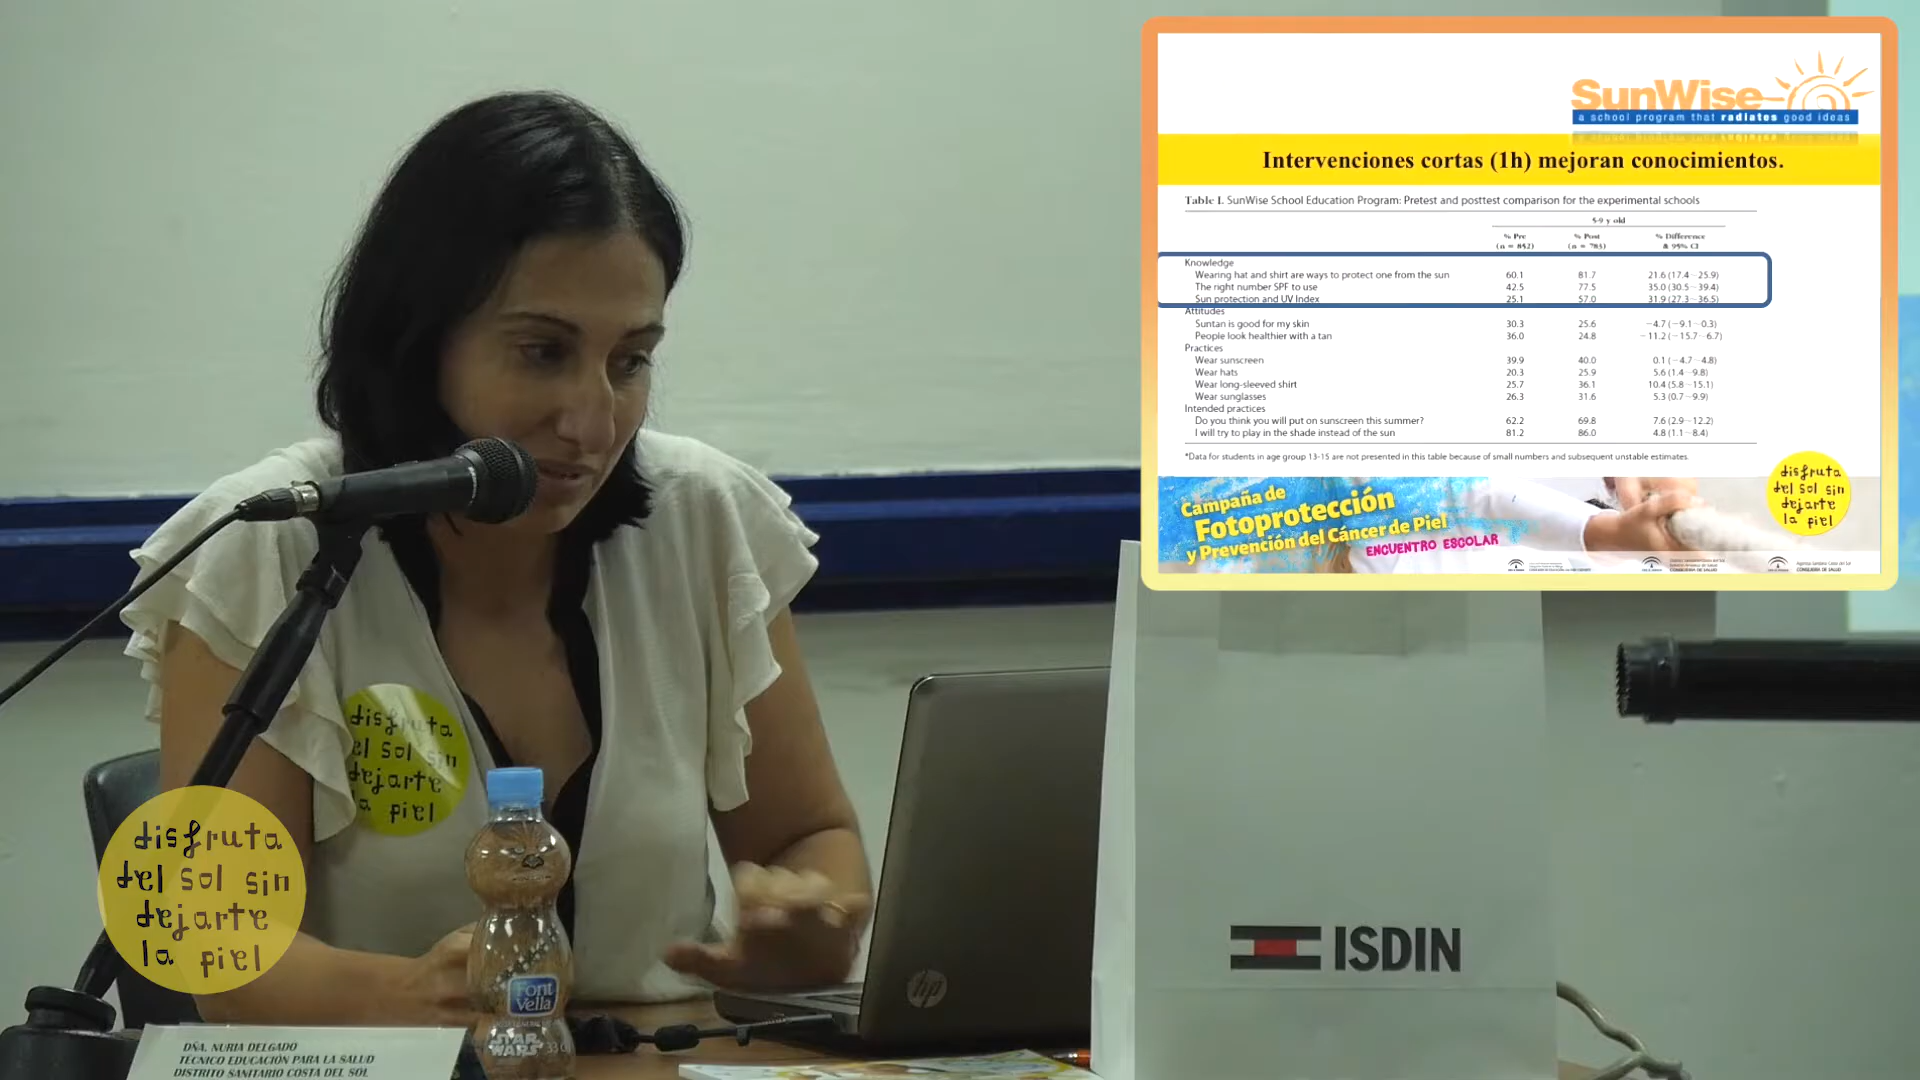 SunWise
a school program that radiates good ideas
Intervenciones cortas (1h) mejoran conocimientos.
Table I. SunWise School Education Program: Pretest and posttest comparison for the experimental schools
5-9 y old
% Pre % Post % Difference
(n = 852) (n = 783) & 95% CI
Knowledge
Wearing hat and shirt are ways to protect one from the sun 60.1 81.7 21.6 (17.4–25.9)
The right number SPF to use 42.5 77.5 35.0 (30.5–39.4)
Sun protection and UV Index 25.1 57.0 31.9 (27.3–36.5)
Attitudes
Suntan is good for my skin 30.3 25.6 −4.7 (−9.1–0.3)
People look healthier with a tan 36.0 24.8 −11.2 (−15.7–6.7)
Practices
Wear sunscreen 39.9 40.0 0.1 (−4.7–4.8)
Wear hats 20.3 25.9 5.6 (1.4–9.8)
Wear long-sleeved shirt 25.7 36.1 10.4 (5.8–15.1)
Wear sunglasses 26.3 31.6 5.3 (0.7–9.9)
Intended practices
Do you think you will put on sunscreen this summer? 62.2 69.8 7.6 (2.9–12.2)
I will try to play in the shade instead of the sun 81.2 86.0 4.8 (1.1–8.4)
*Data for students in age group 13-15 are not presented in this table because of small numbers and subsequent unstable estimates.
Campaña de
Fotoprotección
y Prevención del Cáncer de Piel
ENCUENTRO ESCOLAR
disfruta
del sol sin
dejarte
la piel
CONSEJERIA DE SALUD
CONSEJERIA DE SALUD
disfruta
el sol sin
dejarte
la piel
disfruta
del sol sin
dejarte
la piel
Font
Vella
STAR
WARS
hp
ISDIN
DÑA. NURIA DELGADO
TÉCNICO EDUCACIÓN PARA LA SALUD
DISTRITO SANITARIO COSTA DEL SOL